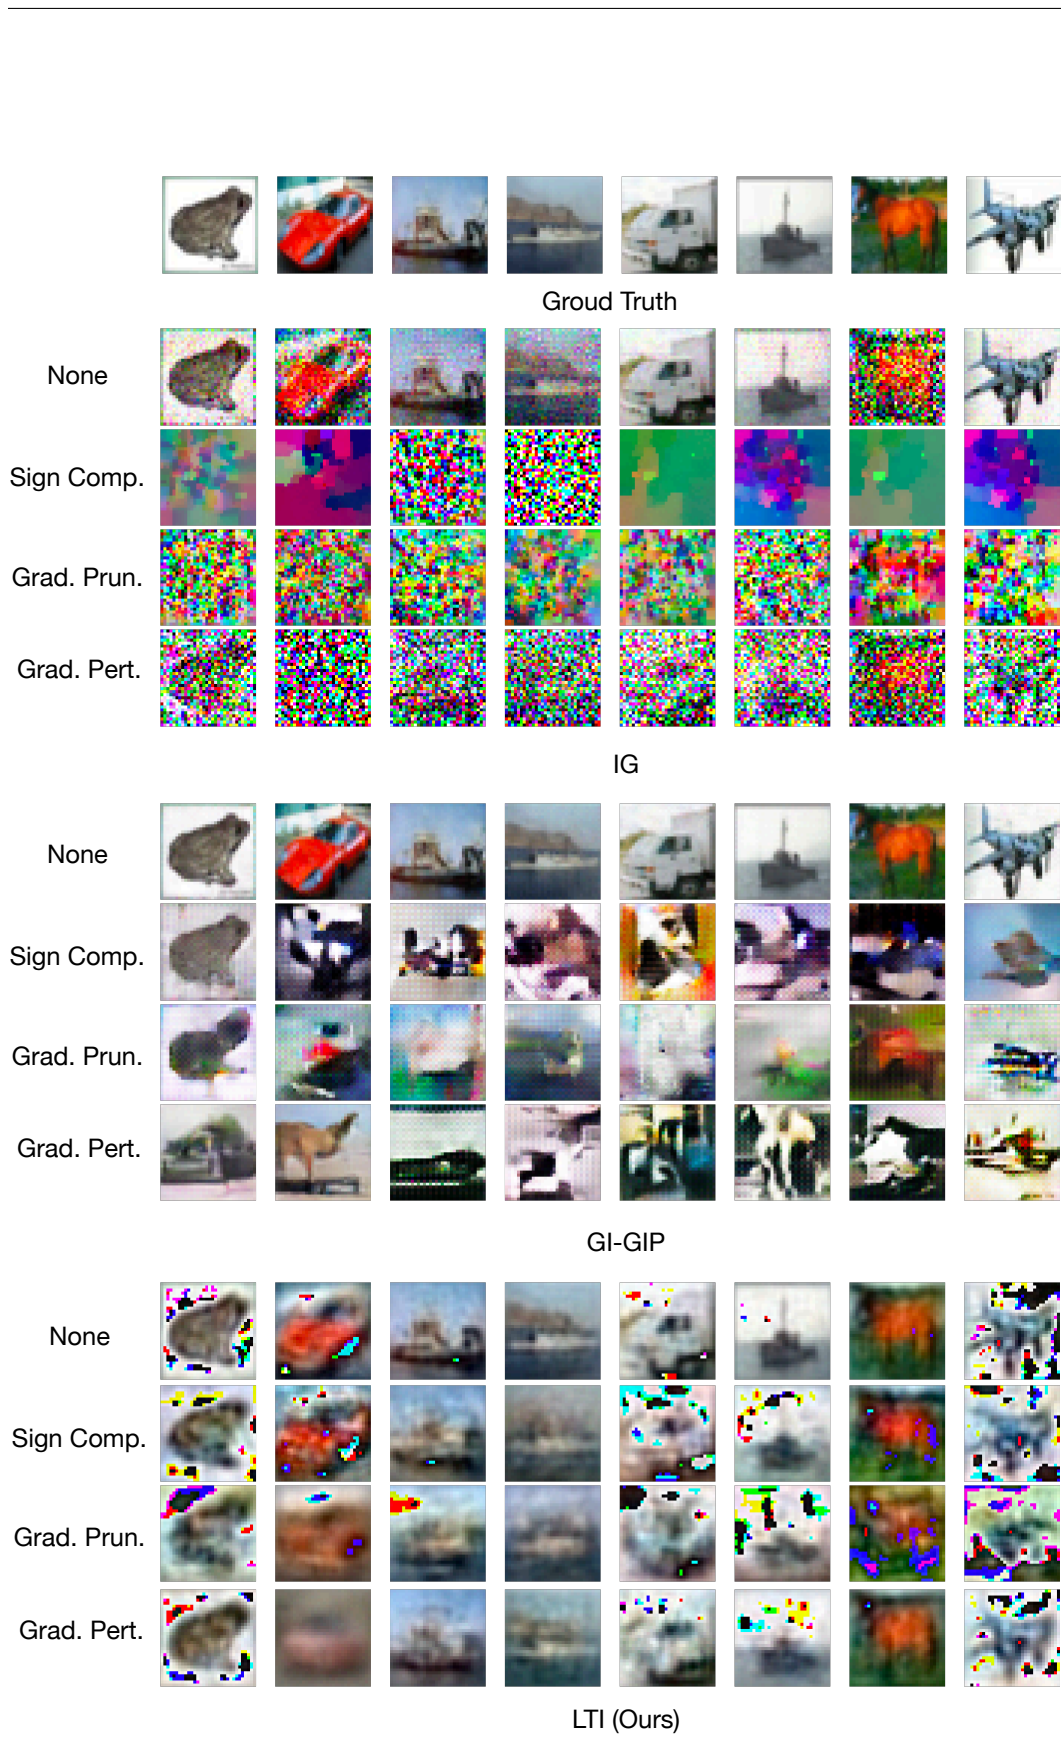 Groud Truth
None
Sign Comp.
Grad. Prun.
Grad. Pert.
IG
None
Sign Comp.
Grad. Prun.
Grad. Pert.
GI-GIP
None
Sign Comp.
Grad. Prun.
Grad. Pert.
LTI (Ours)